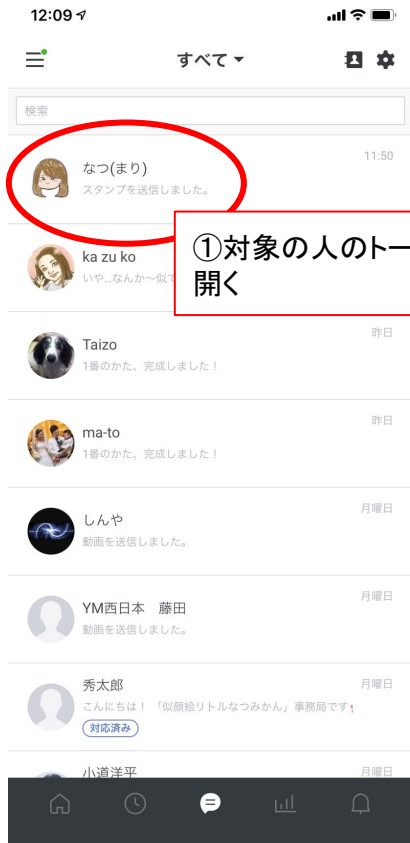 12:09
すべて
検索
なつ(まり)
11:50
スタンプを送信しました。
①対象の人のトー
開く
ka zu ko
いや...なんか〜似て
Taizo
昨日
1番のかた、完成しました！
ma-to
昨日
1番のかた、完成しました！
しんや
月曜日
動画を送信しました。
YM西日本　藤田
月曜日
動画を送信しました。
秀太郎
月曜日
こんにちは！「似顔絵リトルなつみかん」事務局です
対応済み
小道洋平
月曜日